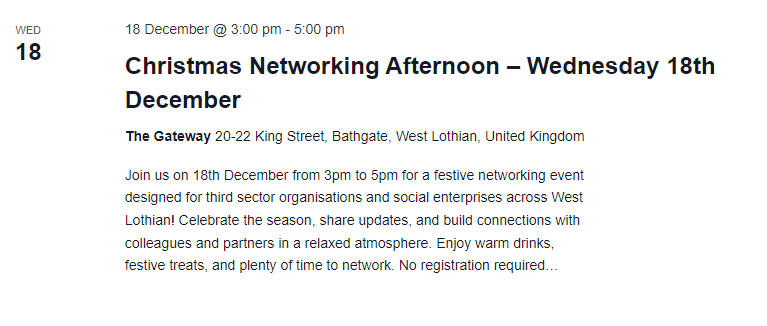 WED
18
18 December @ 3:00 pm - 5:00 pm
Christmas Networking Afternoon – Wednesday 18th
December
The Gateway 20-22 King Street, Bathgate, West Lothian, United Kingdom
Join us on 18th December from 3pm to 5pm for a festive networking event
designed for third sector organisations and social enterprises across West
Lothian! Celebrate the season, share updates, and build connections with
colleagues and partners in a relaxed atmosphere. Enjoy warm drinks,
festive treats, and plenty of time to network. No registration required…